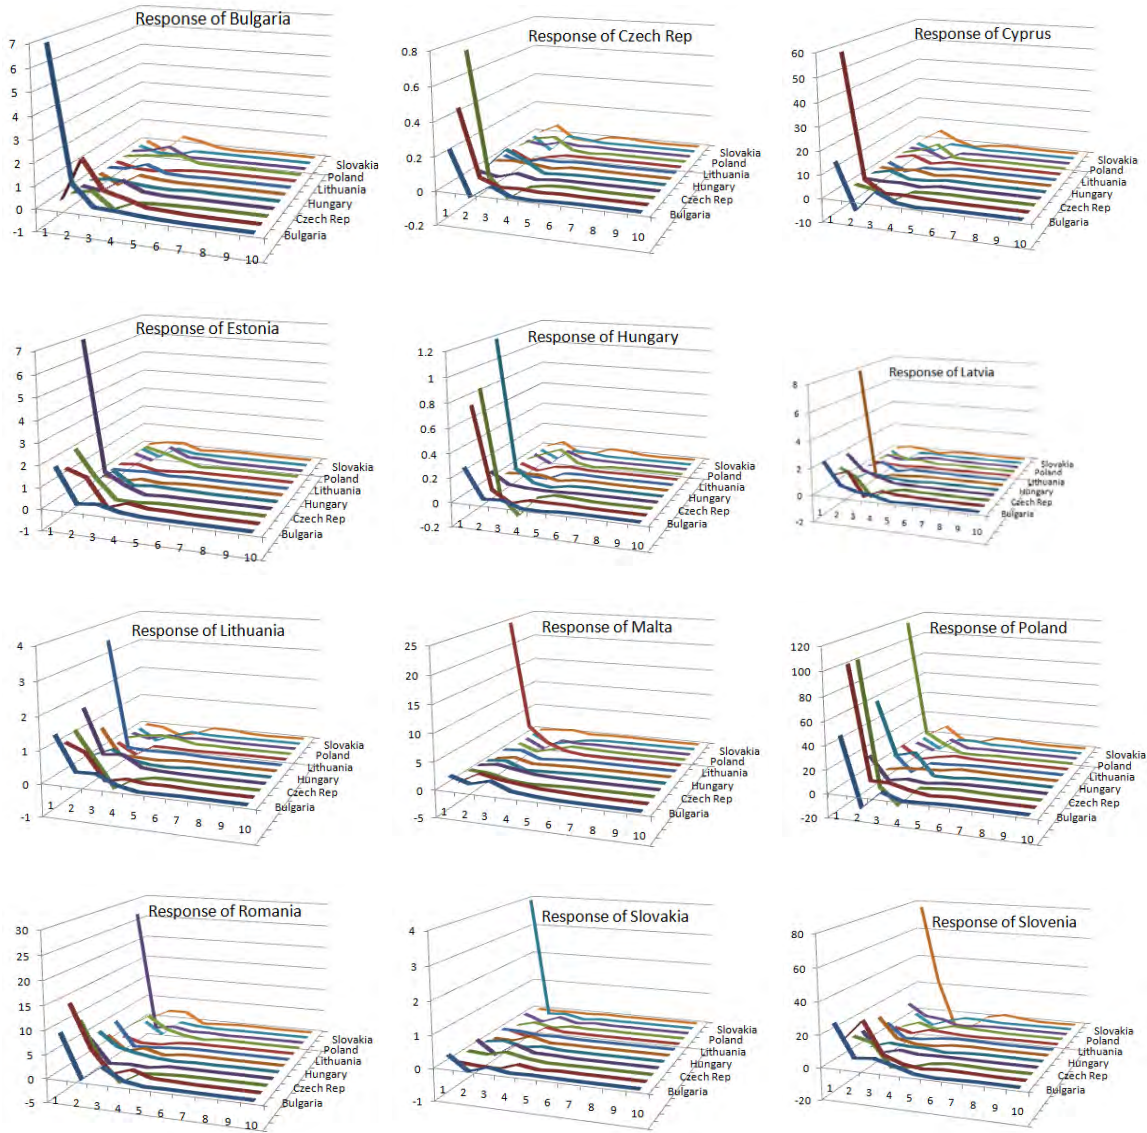 Response of Bulgaria
7
6
5
4
3
2
1
0
-1
1 2 3 4 5 6 7 8 9 10
Slovakia
Poland
Lithuania
Hungary
Czech Rep
Bulgaria
Response of Czech Rep
0.8
0.6
0.4
0.2
0
-0.2
1 2 3 4 5 6 7 8 9 10
Slovakia
Poland
Lithuania
Hungary
Czech Rep
Bulgaria
Response of Cyprus
60
50
40
30
20
10
0
-10
1 2 3 4 5 6 7 8 9 10
Slovakia
Poland
Lithuania
Hungary
Czech Rep
Bulgaria
Response of Estonia
7
6
5
4
3
2
1
0
-1
1 2 3 4 5 6 7 8 9 10
Slovakia
Poland
Lithuania
Hungary
Czech Rep
Bulgaria
Response of Hungary
1.2
1
0.8
0.6
0.4
0.2
0
-0.2
1 2 3 4 5 6 7 8 9 10
Slovakia
Poland
Lithuania
Hungary
Czech Rep
Bulgaria
Response of Latvia
8
6
4
2
0
-2
1 2 3 4 5 6 7 8 9 10
Slovakia
Poland
Lithuania
Hungary
Czech Rep
Bulgaria
Response of Lithuania
4
3
2
1
0
-1
1 2 3 4 5 6 7 8 9 10
Slovakia
Poland
Lithuania
Hungary
Czech Rep
Bulgaria
Response of Malta
25
20
15
10
5
0
-5
1 2 3 4 5 6 7 8 9 10
Slovakia
Poland
Lithuania
Hungary
Czech Rep
Bulgaria
Response of Poland
120
100
80
60
40
20
0
-20
1 2 3 4 5 6 7 8 9 10
Slovakia
Poland
Lithuania
Hungary
Czech Rep
Bulgaria
Response of Romania
30
25
20
15
10
5
0
-5
1 2 3 4 5 6 7 8 9 10
Slovakia
Poland
Lithuania
Hungary
Czech Rep
Bulgaria
Response of Slovakia
4
3
2
1
0
-1
1 2 3 4 5 6 7 8 9 10
Slovakia
Poland
Lithuania
Hungary
Czech Rep
Bulgaria
Response of Slovenia
80
60
40
20
0
-20
1 2 3 4 5 6 7 8 9 10
Slovakia
Poland
Lithuania
Hungary
Czech Rep
Bulgaria